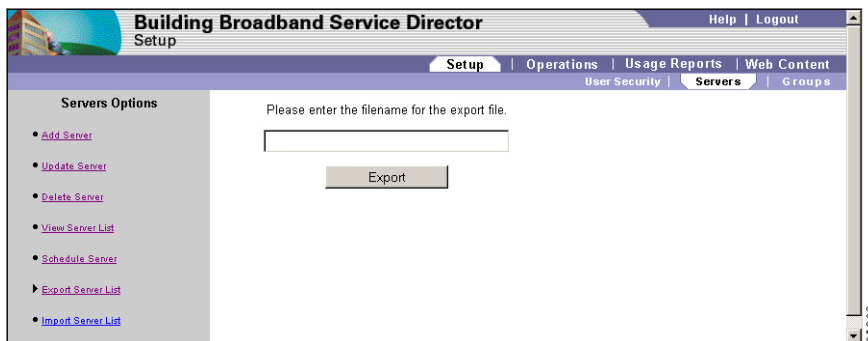 Building Broadband Service Director
Help | Logout
Setup
Setup | Operations | Usage Reports | Web Content
User Security | Servers | Groups
Servers Options
Add Server
Update Server
Delete Server
View Server List
Schedule Server
Export Server List
Import Server List
Please enter the filename for the export file.
Export